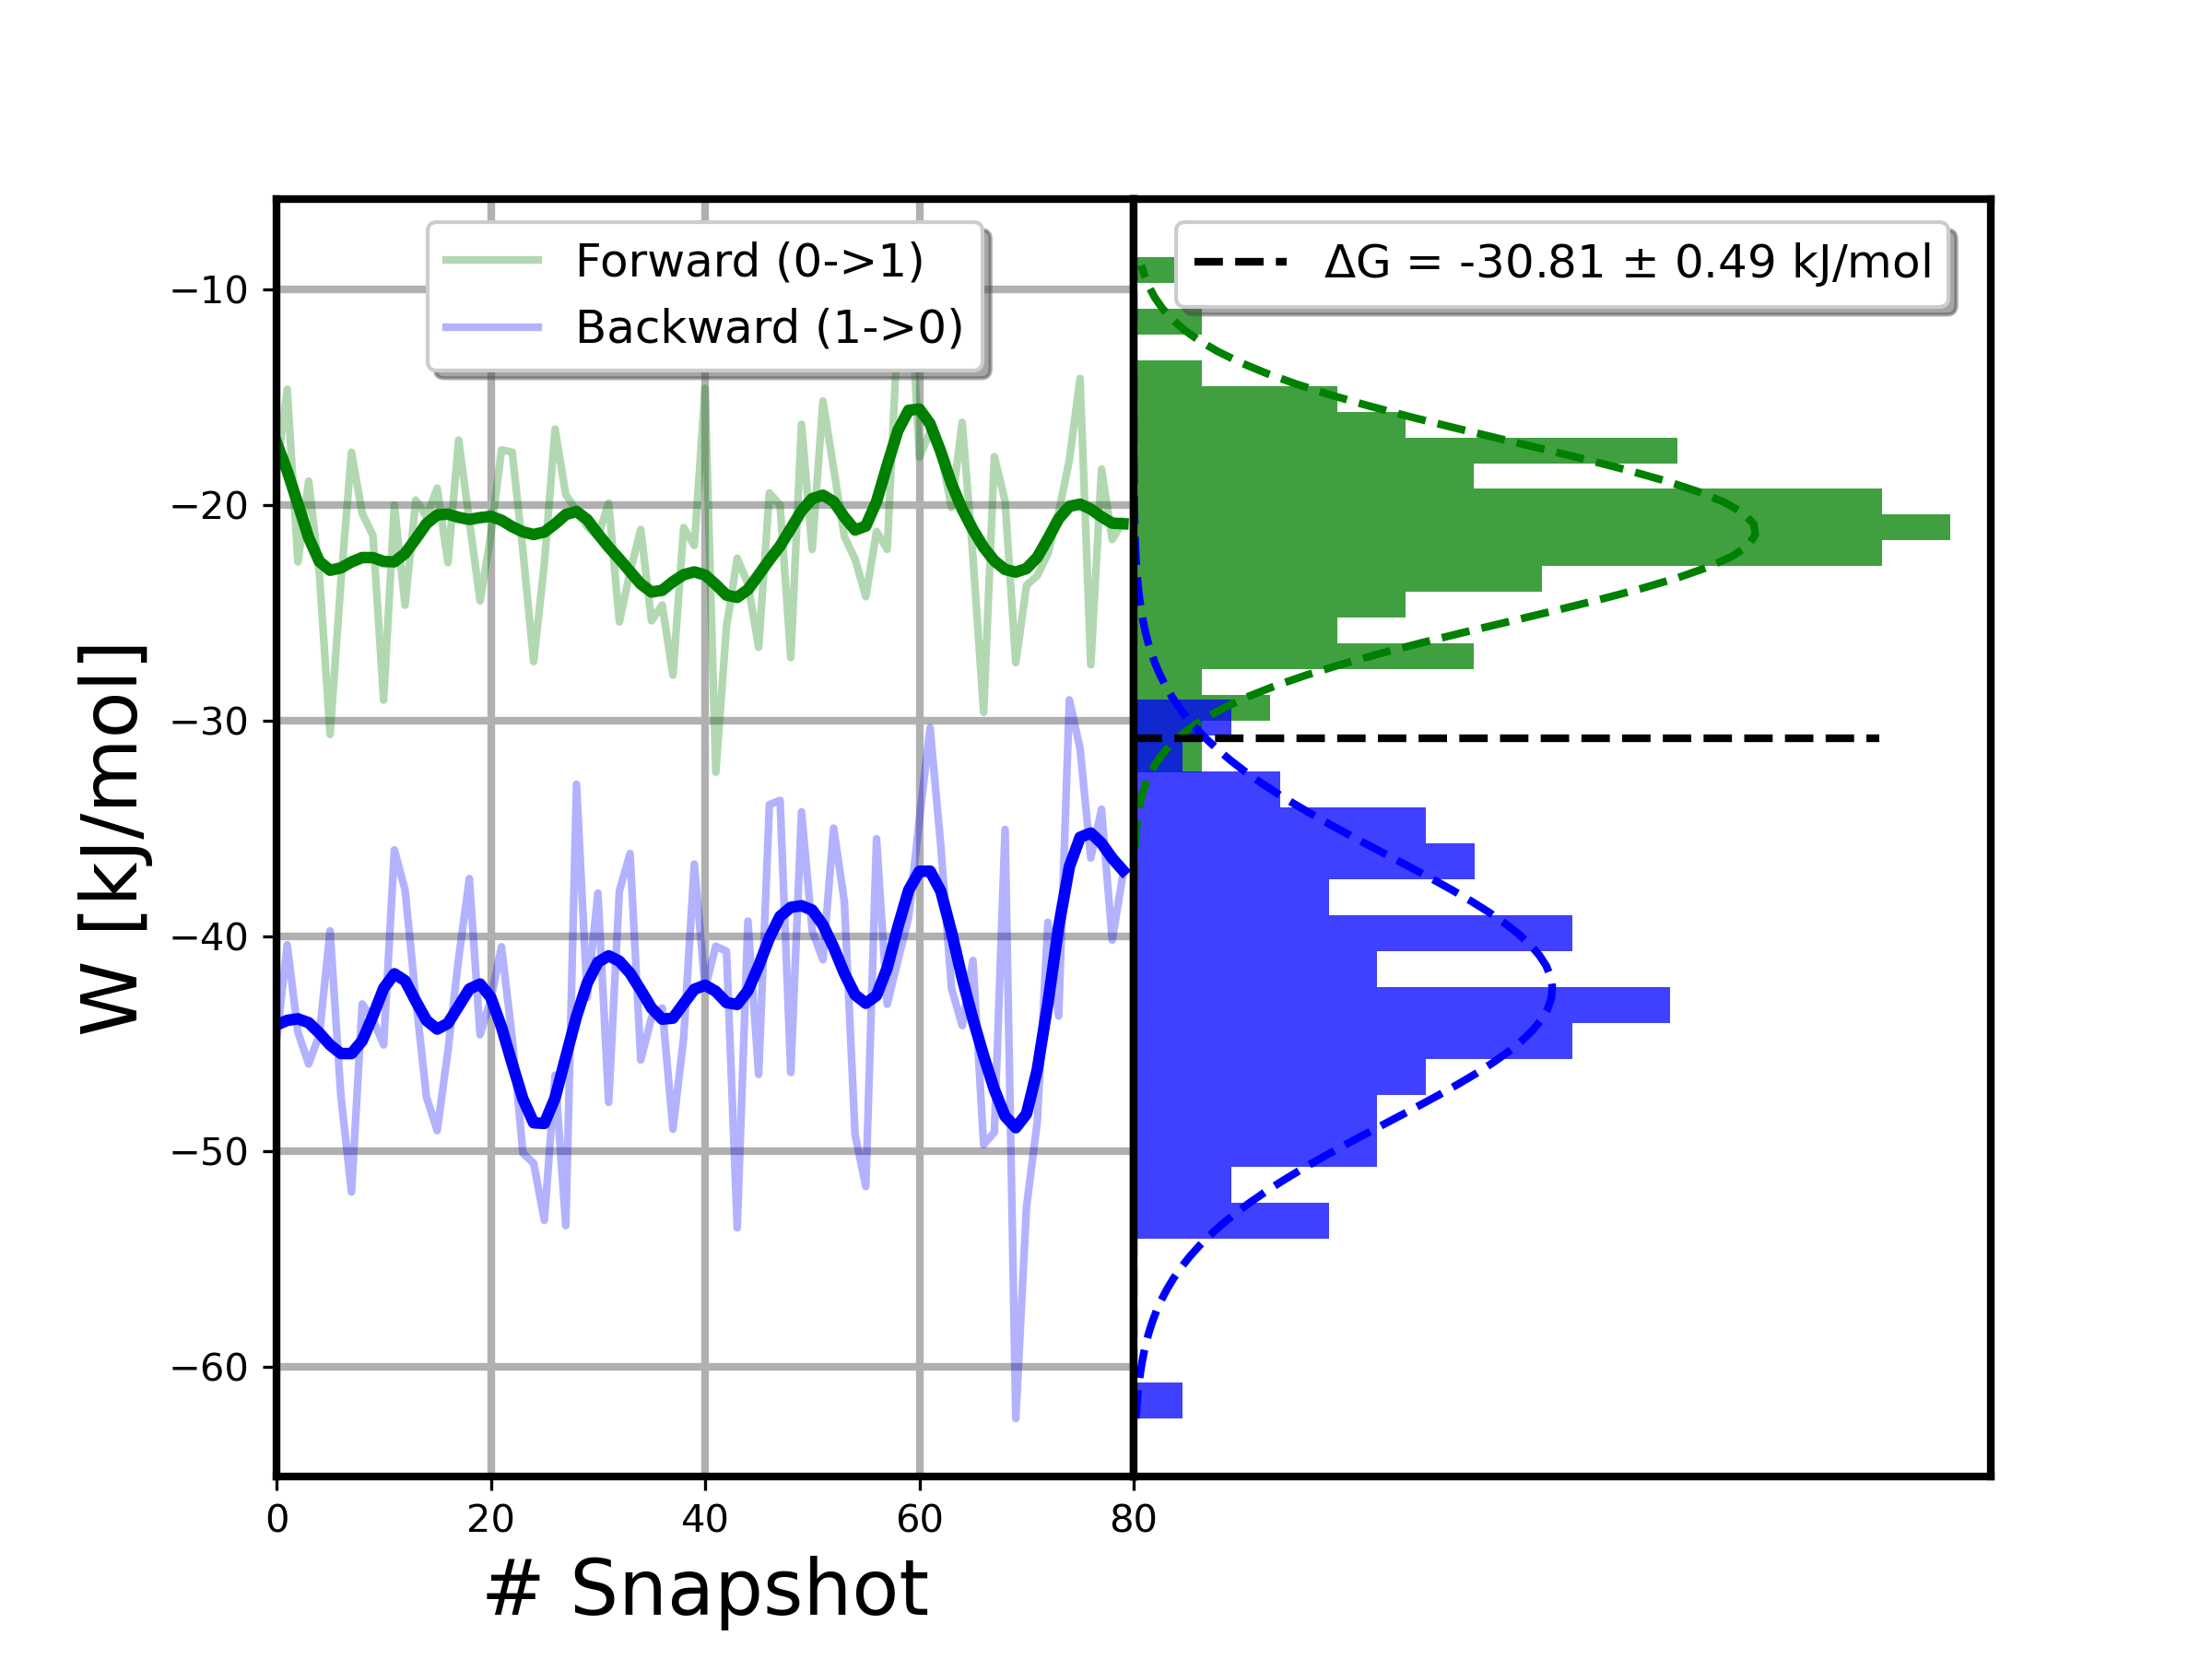 Forward (0->1)
Backward (1->0)
ΔG = -30.81 ± 0.49 kJ/mol
−10
−20
−30
−40
−50
−60
W [kJ/mol]
0 20 40 60 80
# Snapshot